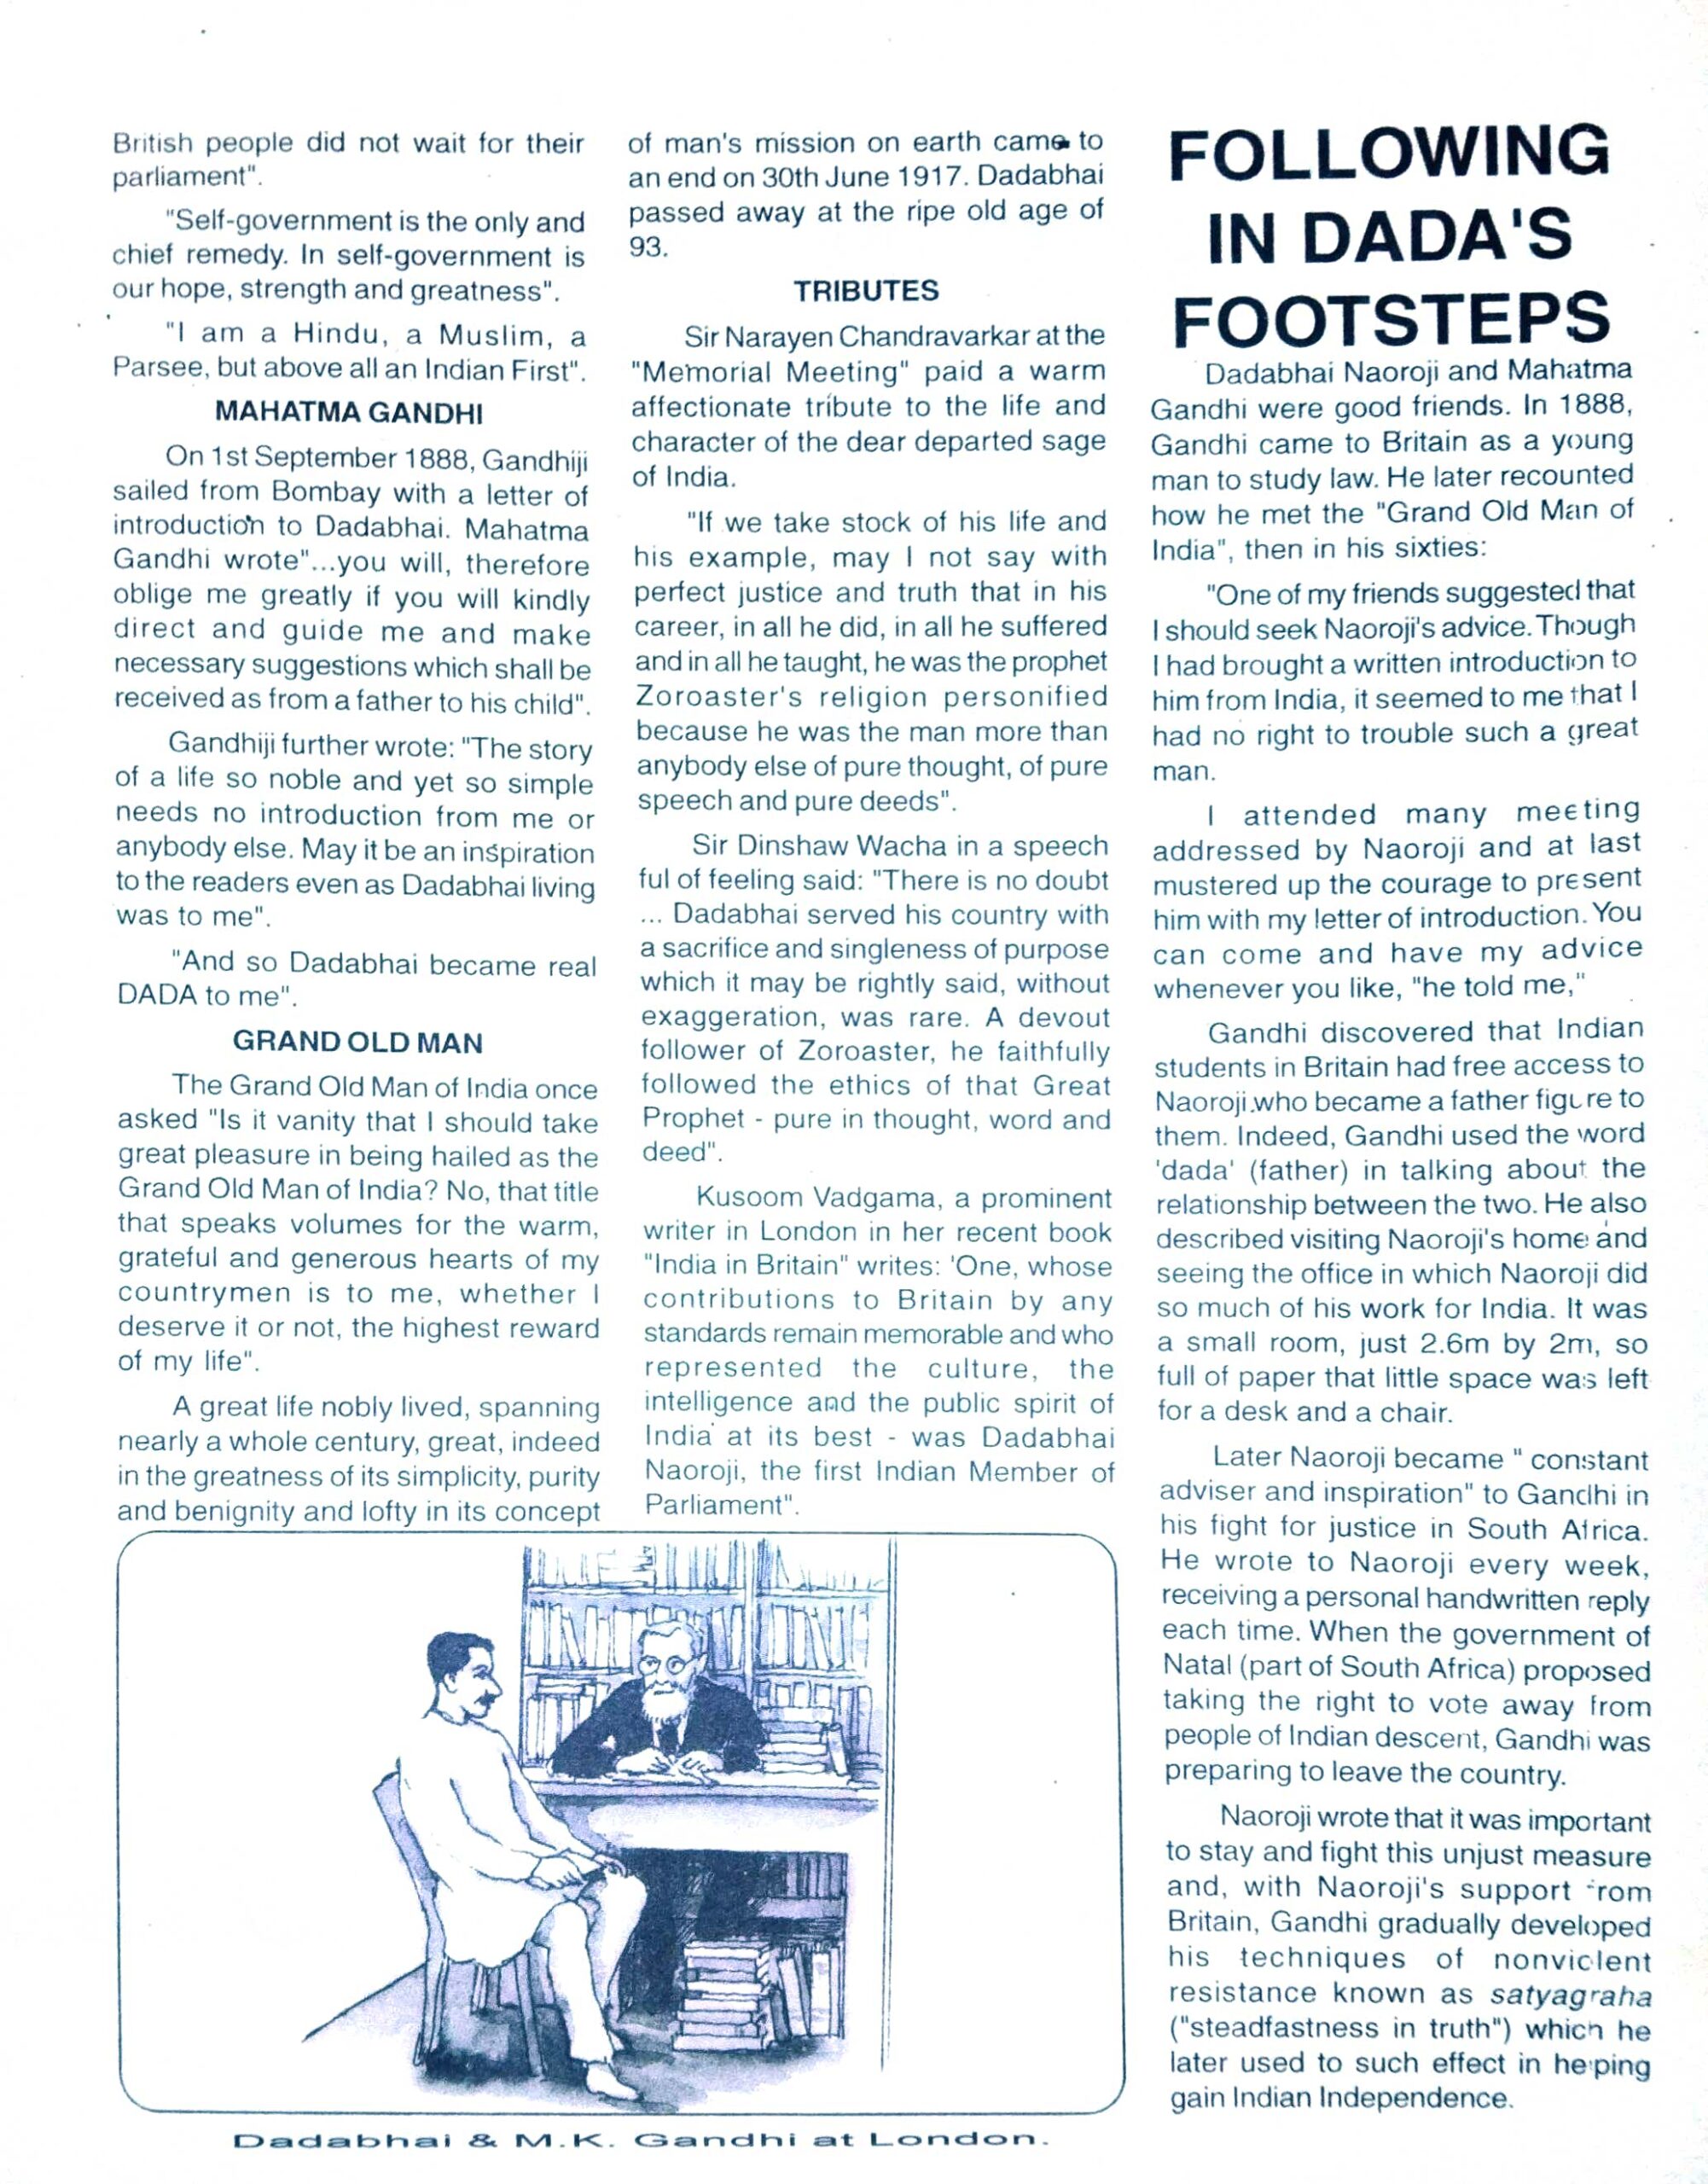 British people did not wait for their
parliament".
"Self-government is the only and
chief remedy. In self-government is
our hope, strength and greatness".
"I am a Hindu, a Muslim, a
Parsee, but above all an Indian First".
MAHATMA GANDHI
On 1st September 1888, Gandhiji
sailed from Bombay with a letter of
introduction to Dadabhai. Mahatma
Gandhi wrote"...you will, therefore
oblige me greatly if you will kindly
direct and guide me and make
necessary suggestions which shall be
received as from a father to his child".
Gandhiji further wrote: "The story
of a life so noble and yet so simple
needs no introduction from me or
anybody else. May it be an inspiration
to the readers even as Dadabhai living
was to me".
"And so Dadabhai became real
DADA to me".
GRAND OLD MAN
The Grand Old Man of India once
asked "Is it vanity that I should take
great pleasure in being hailed as the
Grand Old Man of India? No, that title
that speaks volumes for the warm,
grateful and generous hearts of my
countrymen is to me, whether I
deserve it or not, the highest reward
of my life".
A great life nobly lived, spanning
nearly a whole century, great, indeed
in the greatness of its simplicity, purity
and benignity and lofty in its concept
of man's mission on earth came to
an end on 30th June 1917. Dadabhai
passed away at the ripe old age of
93.
TRIBUTES
Sir Narayen Chandravarkar at the
"Memorial Meeting" paid a warm
affectionate tribute to the life and
character of the dear departed sage
of India.
"If we take stock of his life and
his example, may I not say with
perfect justice and truth that in his
career, in all he did, in all he suffered
and in all he taught, he was the prophet
Zoroaster's religion personified
because he was the man more than
anybody else of pure thought, of pure
speech and pure deeds".
Sir Dinshaw Wacha in a speech
ful of feeling said: "There is no doubt
... Dadabhai served his country with
a sacrifice and singleness of purpose
which it may be rightly said, without
exaggeration, was rare. A devout
follower of Zoroaster, he faithfully
followed the ethics of that Great
Prophet - pure in thought, word and
deed".
Kusoom Vadgama, a prominent
writer in London in her recent book
"India in Britain" writes: 'One, whose
contributions to Britain by any
standards remain memorable and who
represented the culture, the
intelligence and the public spirit of
India at its best - was Dadabhai
Naoroji, the first Indian Member of
Parliament".
Dadabhai & M.K. Gandhi at London.
FOLLOWING
IN DADA'S
FOOTSTEPS
Dadabhai Naoroji and Mahatma
Gandhi were good friends. In 1888,
Gandhi came to Britain as a young
man to study law. He later recounted
how he met the "Grand Old Man of
India", then in his sixties:
"One of my friends suggested that
I should seek Naoroji's advice. Though
I had brought a written introduction to
him from India, it seemed to me that I
had no right to trouble such a great
man.
I attended many meeting
addressed by Naoroji and at last
mustered up the courage to present
him with my letter of introduction. You
can come and have my advice
whenever you like, "he told me,"
Gandhi discovered that Indian
students in Britain had free access to
Naoroji.who became a father figure to
them. Indeed, Gandhi used the word
'dada' (father) in talking about the
relationship between the two. He also
described visiting Naoroji's home and
seeing the office in which Naoroji did
so much of his work for India. It was
a small room, just 2.6m by 2m, so
full of paper that little space was left
for a desk and a chair.
Later Naoroji became " constant
adviser and inspiration" to Gandhi in
his fight for justice in South Africa.
He wrote to Naoroji every week,
receiving a personal handwritten reply
each time. When the government of
Natal (part of South Africa) proposed
taking the right to vote away from
people of Indian descent, Gandhi was
preparing to leave the country.
Naoroji wrote that it was important
to stay and fight this unjust measure
and, with Naoroji's support from
Britain, Gandhi gradually developed
his techniques of nonviolent
resistance known as satyagraha
("steadfastness in truth") which he
later used to such effect in helping
gain Indian Independence.